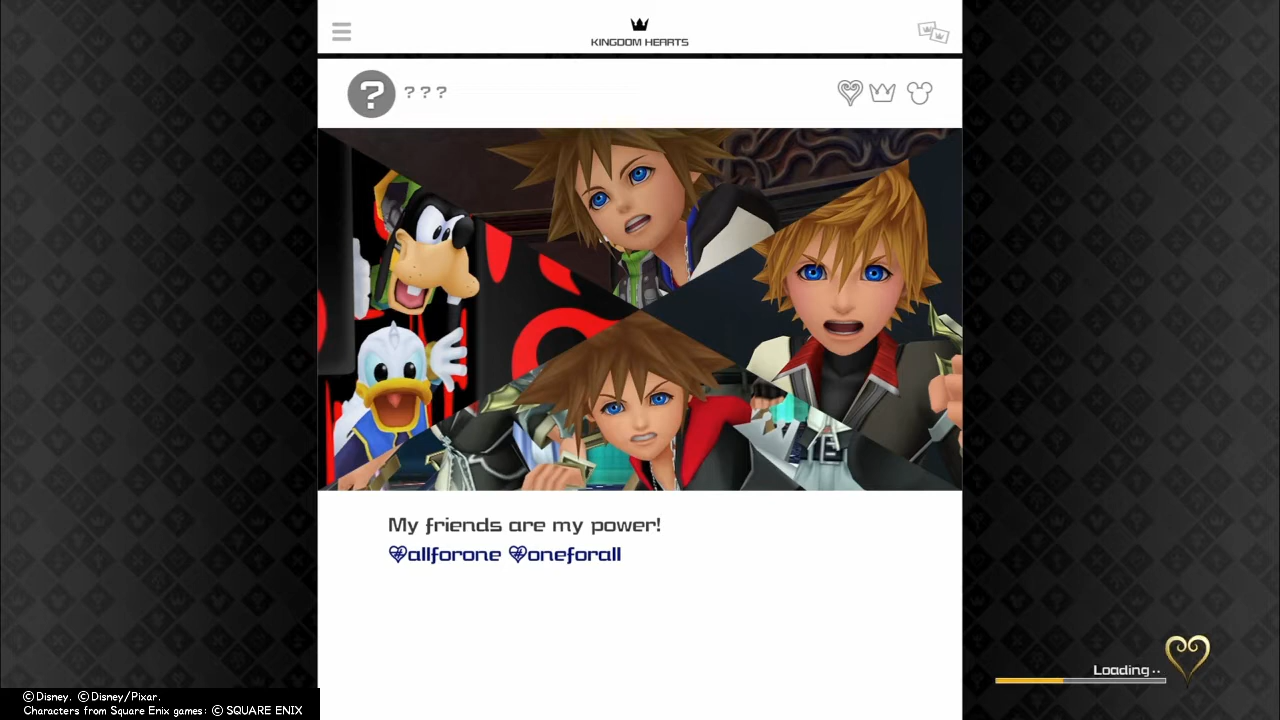 KINGDOM HEARTS
? ???
My friends are my power!
#allforone #oneforall
Loading..
©Disney. ©Disney/Pixar.
Characters from Square Enix games: © SQUARE ENIX